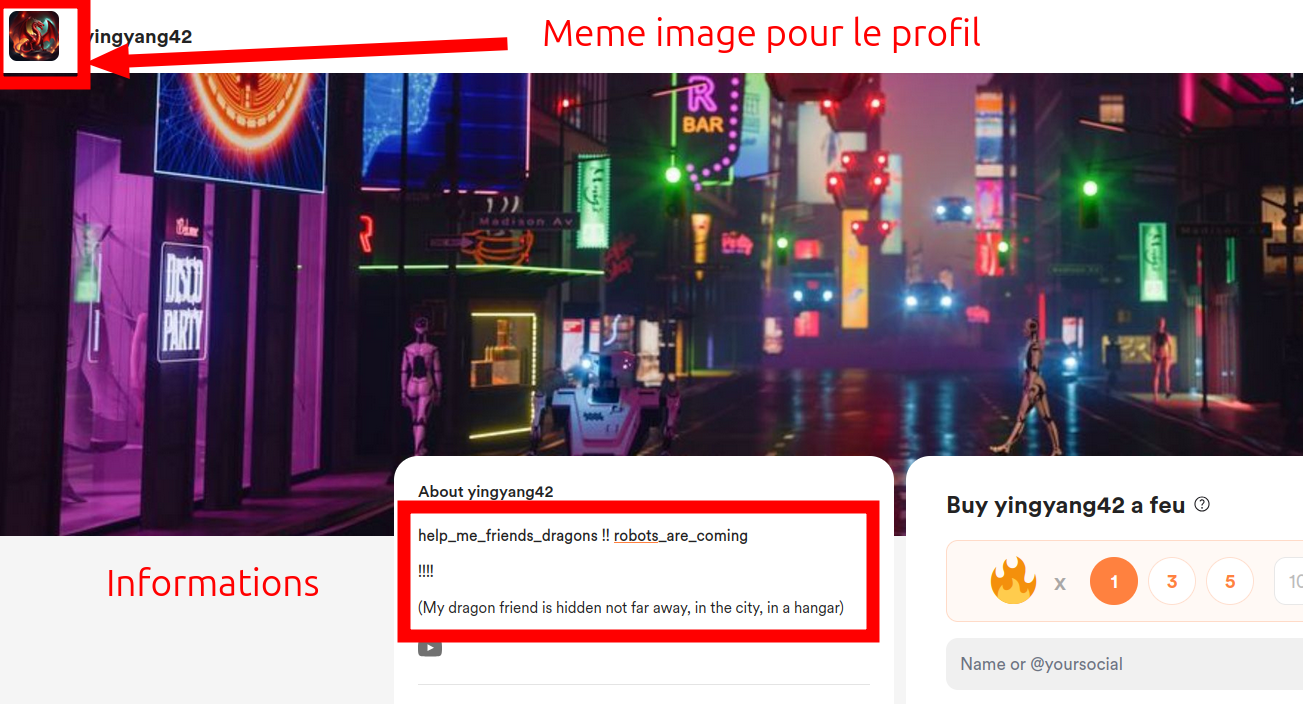 yingyang42
Meme image pour le profil
R
BAR
Madison Av
Welcome
DISCO
PARTY
About yingyang42
help_me_friends_dragons !! robots_are_coming
!!!!
(My dragon friend is hidden not far away, in the city, in a hangar)
Informations
Buy yingyang42 a feu
x 1 3 5 10
Name or @yoursocial